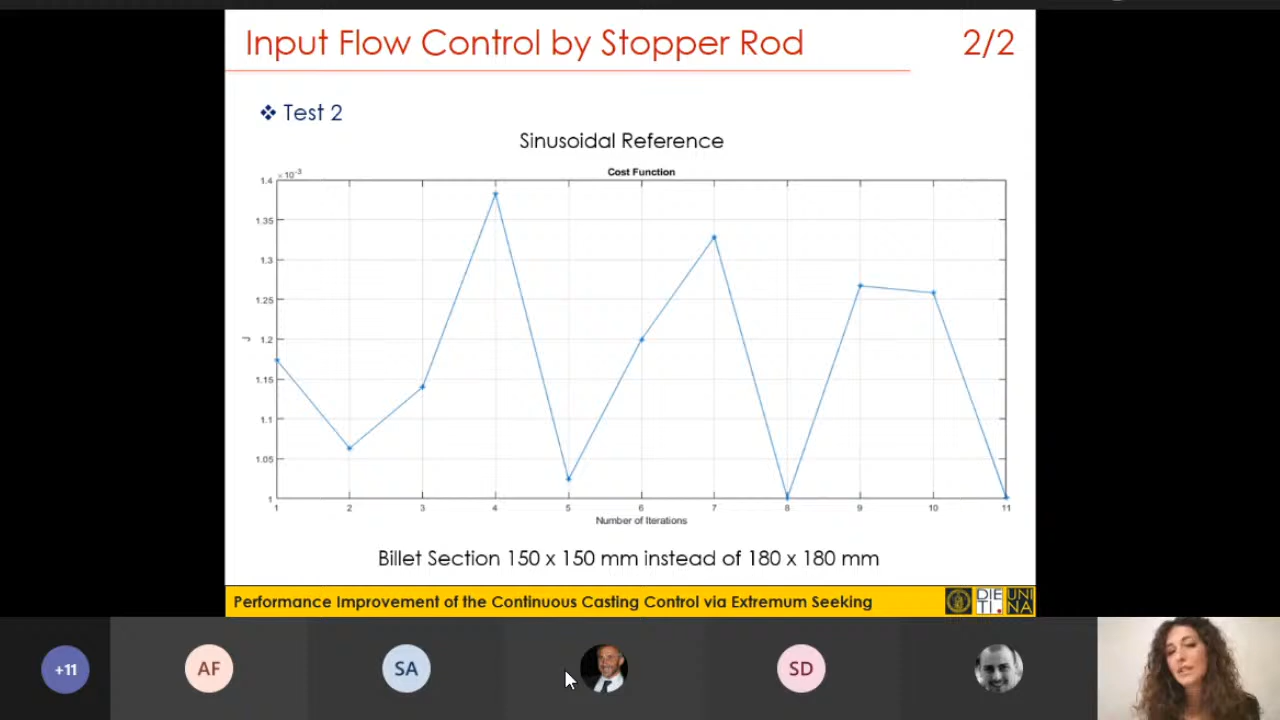 Input Flow Control by Stopper Rod 2/2
❖ Test 2
Sinusoidal Reference
Cost Function
× 10⁻³
1.4
1.35
1.3
1.25
1.2
1.15
1.1
1.05
1
J
1 2 3 4 5 6 7 8 9 10 11
Number of Iterations
Billet Section 150 x 150 mm instead of 180 x 180 mm
Performance Improvement of the Continuous Casting Control via Extremum Seeking
DIE
TI.
UNI
NA
+11 AF SA SD